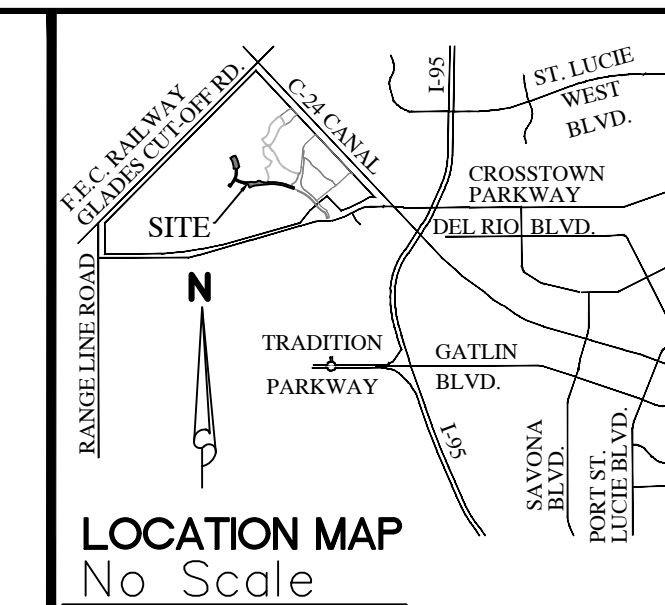 F.E.C. RAILWAY
GLADES CUT-OFF RD.
C-24 CANAL
I-95
ST. LUCIE
WEST
BLVD.
CROSSTOWN
PARKWAY
SITE
DEL RIO BLVD.
RANGE LINE ROAD
N
TRADITION
PARKWAY
GATLIN
BLVD.
I-95
SAVONA
BLVD.
PORT ST.
LUCIE BLVD.
LOCATION MAP
No Scale